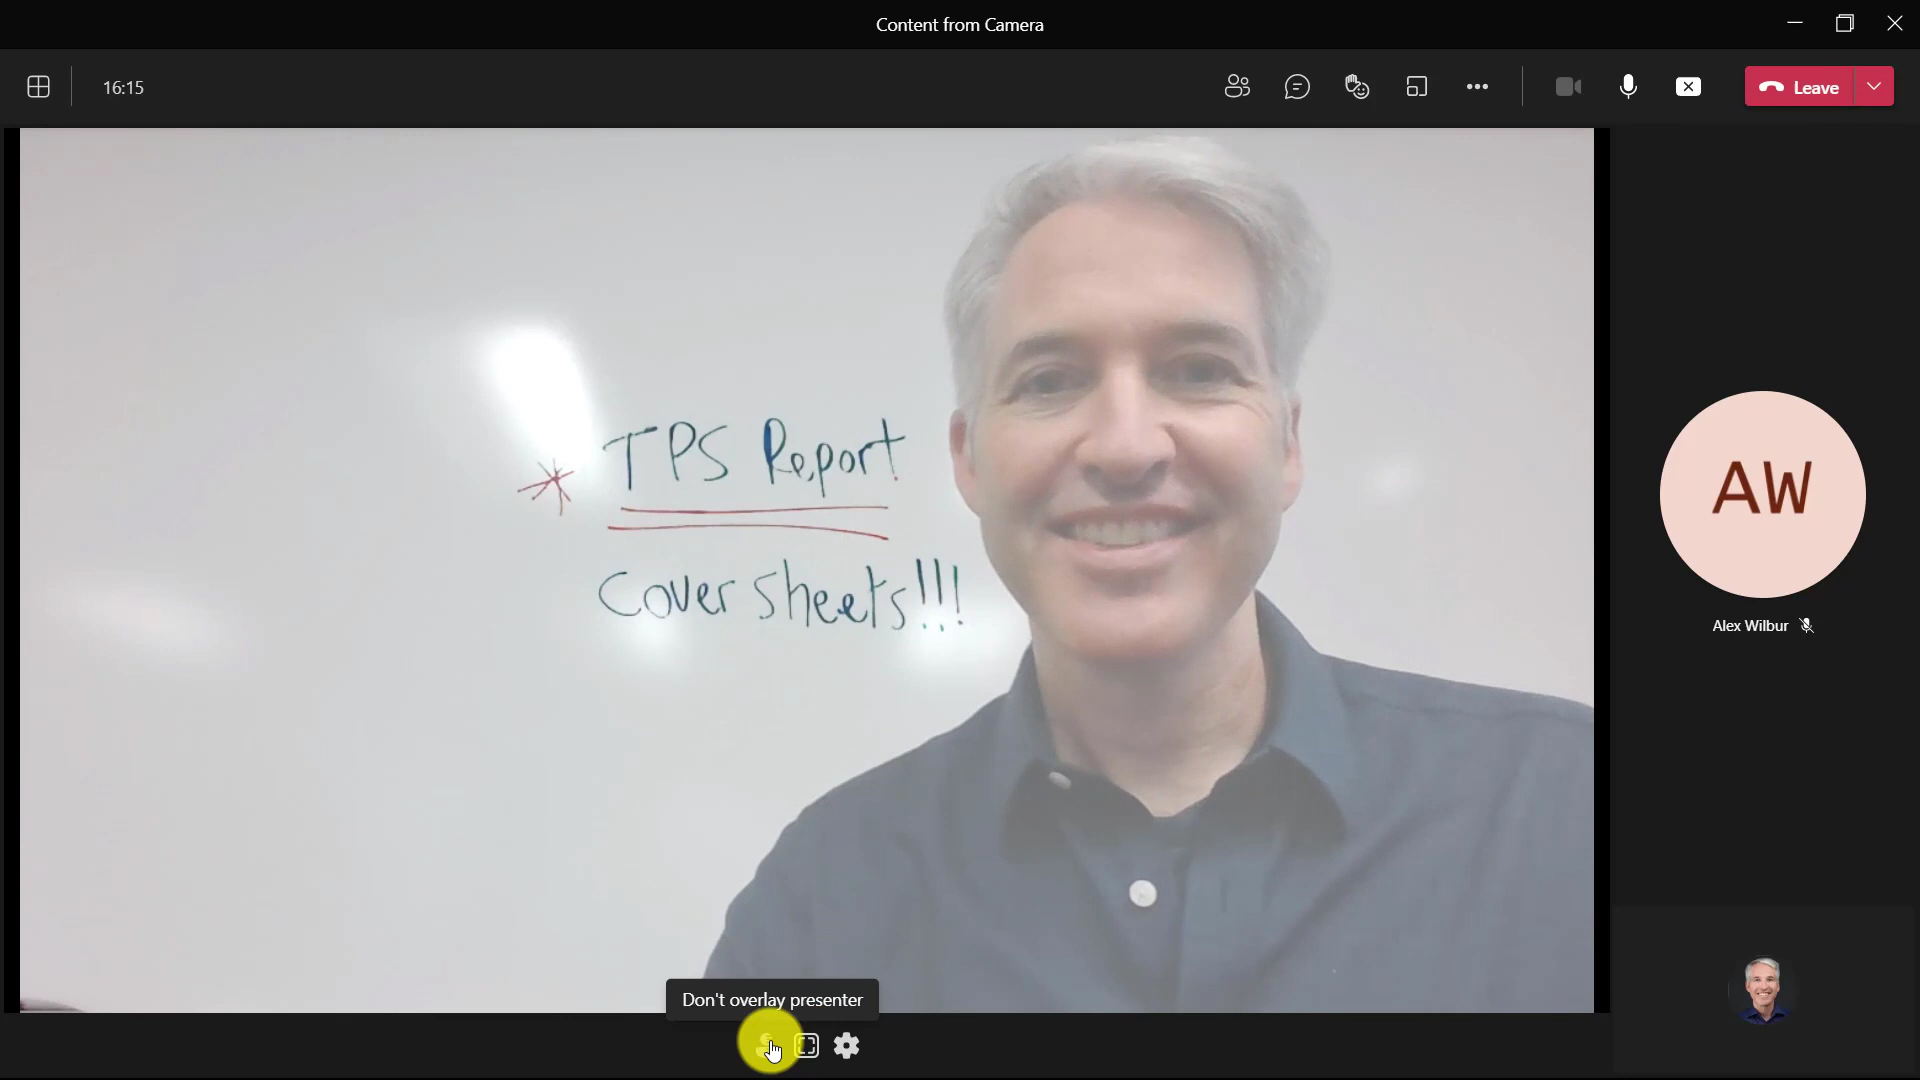 Content from Camera
16:15
Leave
TPS Report
Cover sheets!!!
AW
Alex Wilbur
Don't overlay presenter